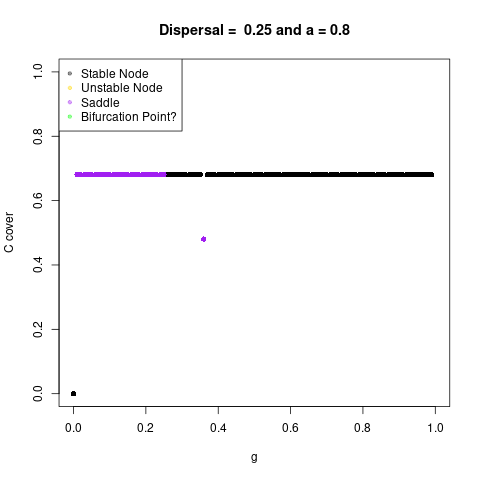 Dispersal =  0.25 and a = 0.8
Stable Node
Unstable Node
Saddle
Bifurcation Point?
C cover
1.0
0.8
0.6
0.4
0.2
0.0
0.0 0.2 0.4 0.6 0.8 1.0
g